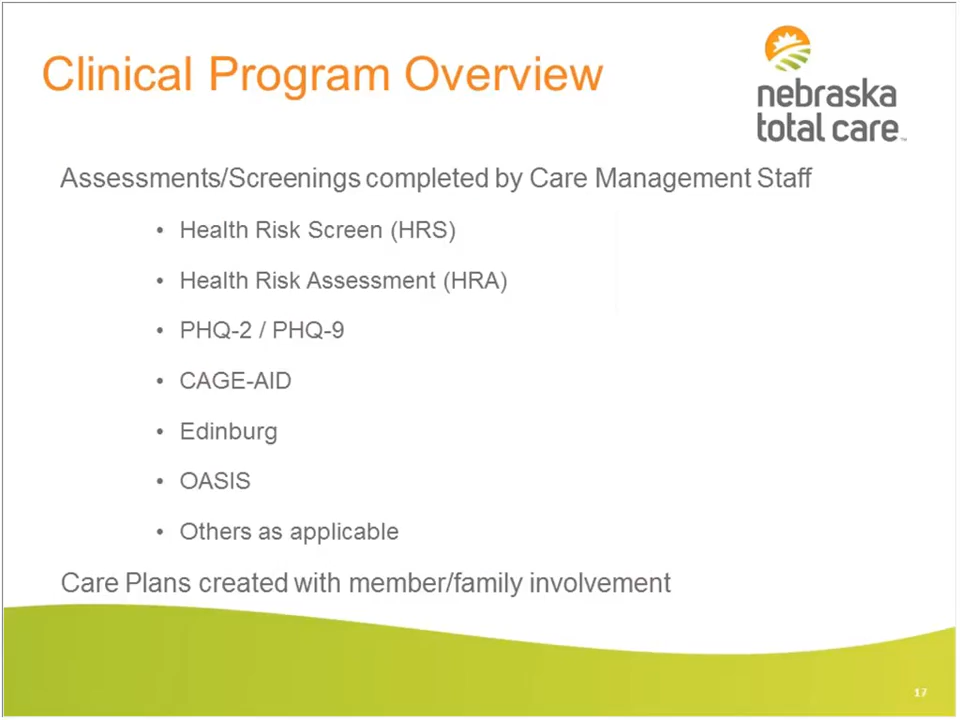 Clinical Program Overview
nebraska
total care™
Assessments/Screenings completed by Care Management Staff
• Health Risk Screen (HRS)
• Health Risk Assessment (HRA)
• PHQ-2 / PHQ-9
• CAGE-AID
• Edinburg
• OASIS
• Others as applicable
Care Plans created with member/family involvement
17